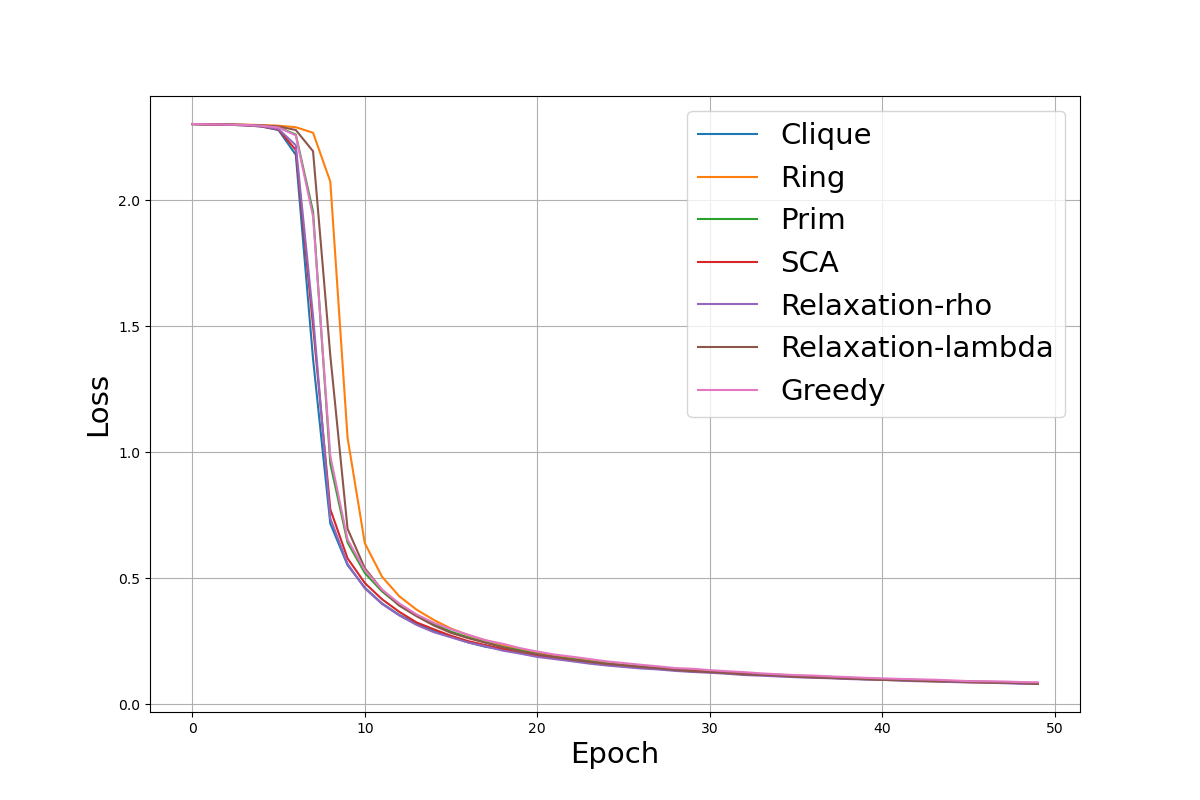 Clique
Ring
Prim
SCA
Relaxation-rho
Relaxation-lambda
Greedy
2.0
1.5
1.0
0.5
0.0
Loss
0 10 20 30 40 50
Epoch